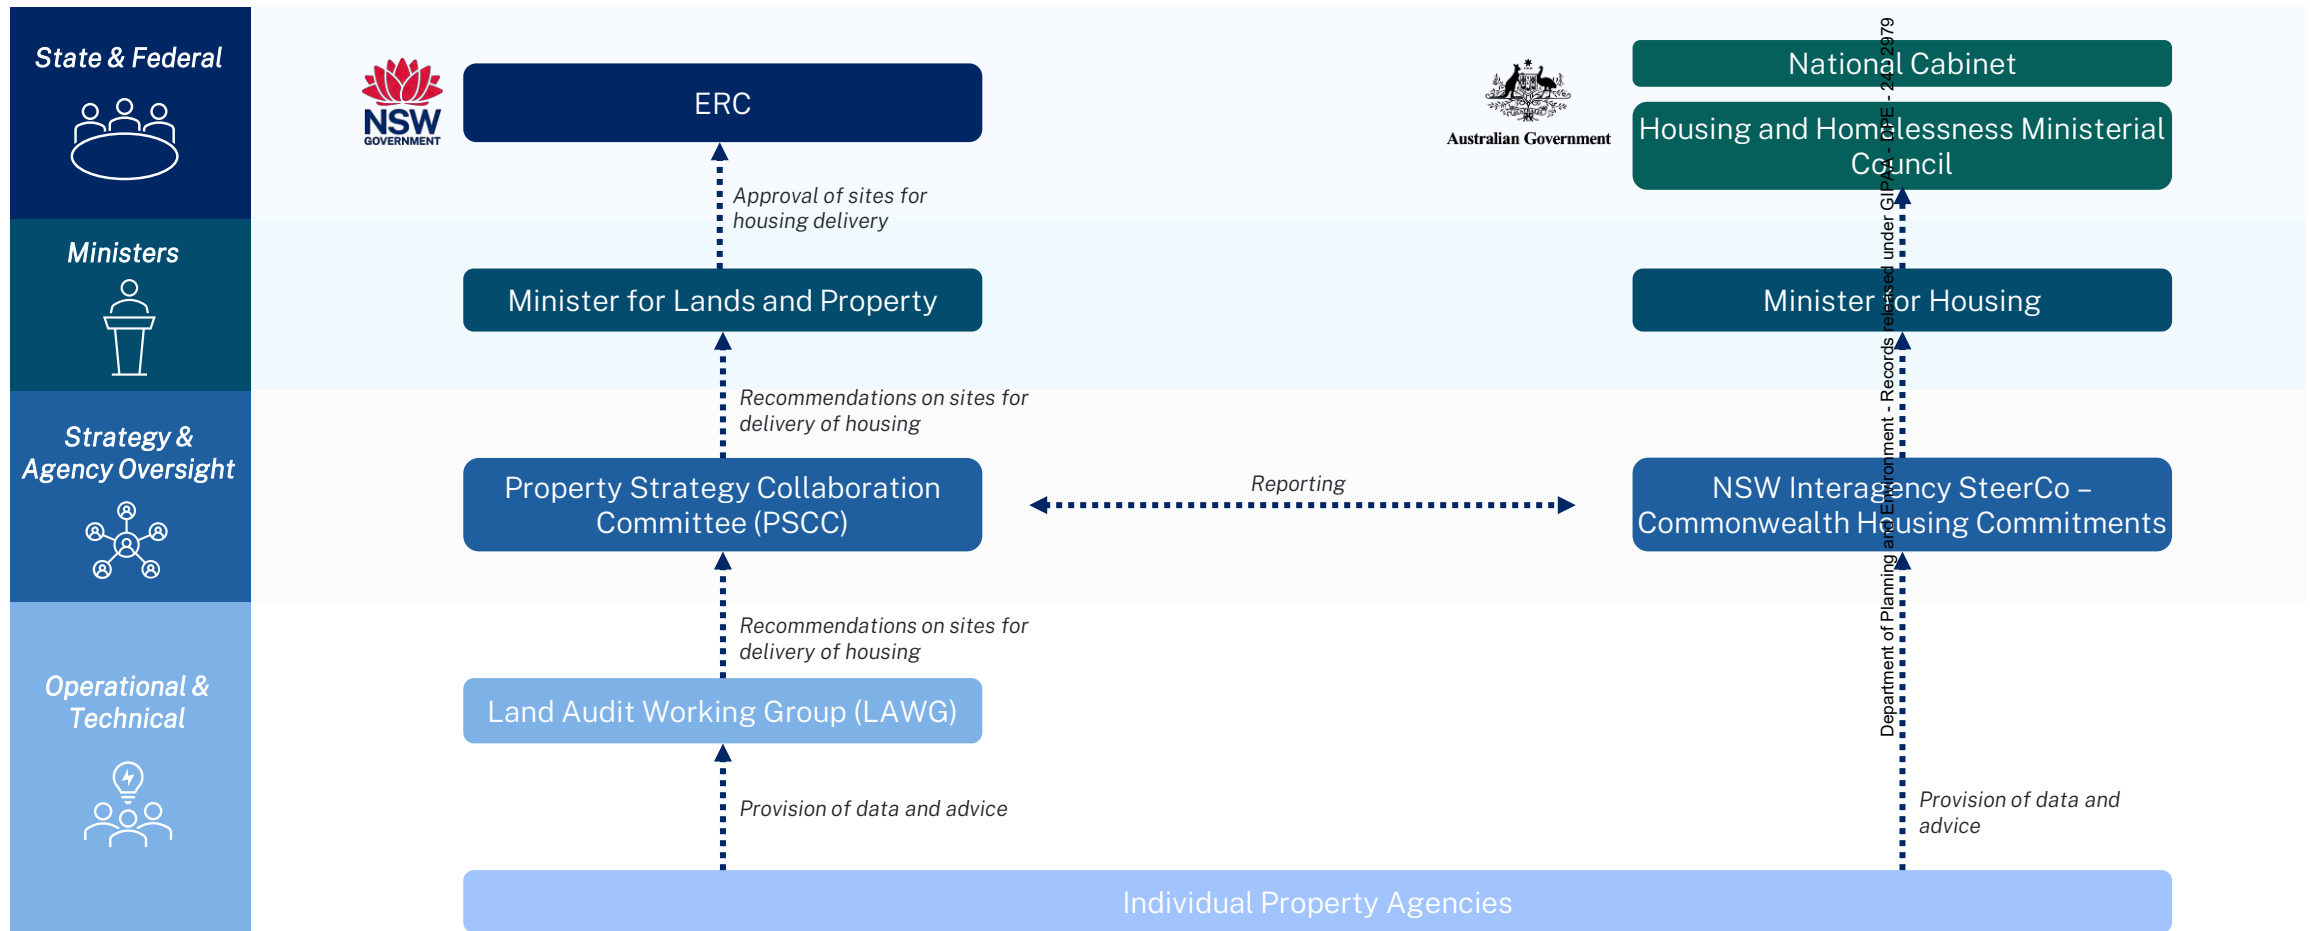 State & Federal
NSW
GOVERNMENT
ERC
Australian Government
National Cabinet
Housing and Homelessness Ministerial
Council
Approval of sites for
housing delivery
Ministers
Minister for Lands and Property
Minister for Housing
Recommendations on sites for
delivery of housing
Strategy &
Agency Oversight
Property Strategy Collaboration
Committee (PSCC)
Reporting
NSW Interagency SteerCo –
Commonwealth Housing Commitments
Recommendations on sites for
delivery of housing
Operational &
Technical
Land Audit Working Group (LAWG)
Provision of data and advice
Provision of data and
advice
Individual Property Agencies
Department of Planning and Environment - Records released under GIPAA - DPE - 24-2979